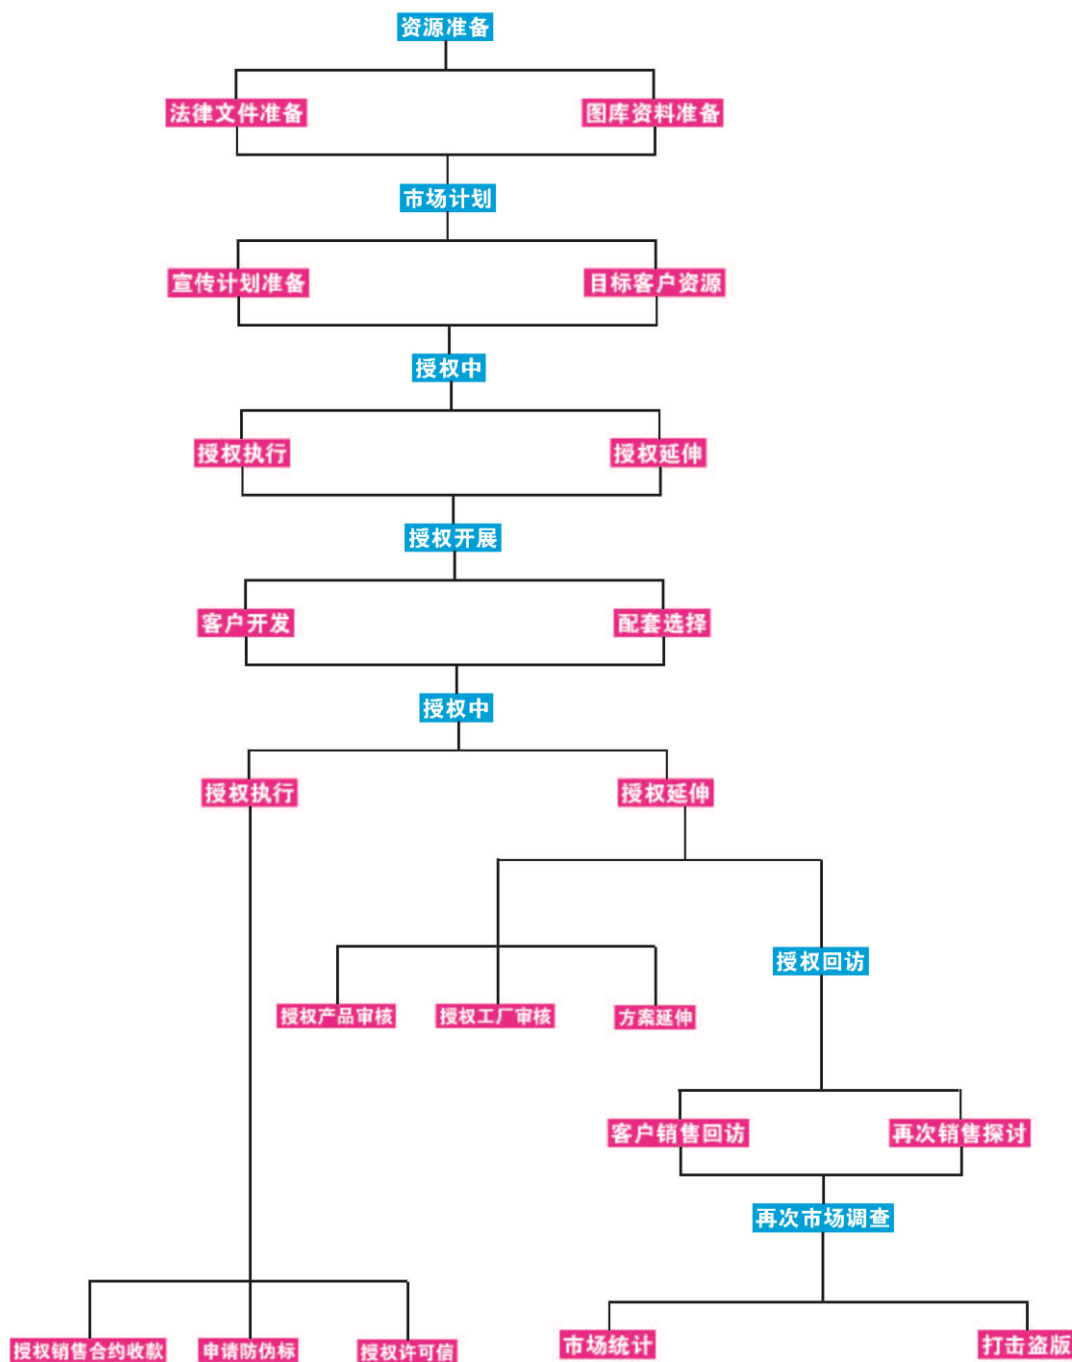 资源准备
法律文件准备
图库资料准备
市场计划
宣传计划准备
目标客户资源
授权中
授权执行
授权延伸
授权开展
客户开发
配套选择
授权中
授权执行
授权延伸
授权回访
授权产品审核
授权工厂审核
方案延伸
客户销售回访
再次销售探讨
再次市场调查
授权销售合约收款
申请防伪标
授权许可信
市场统计
打击盗版